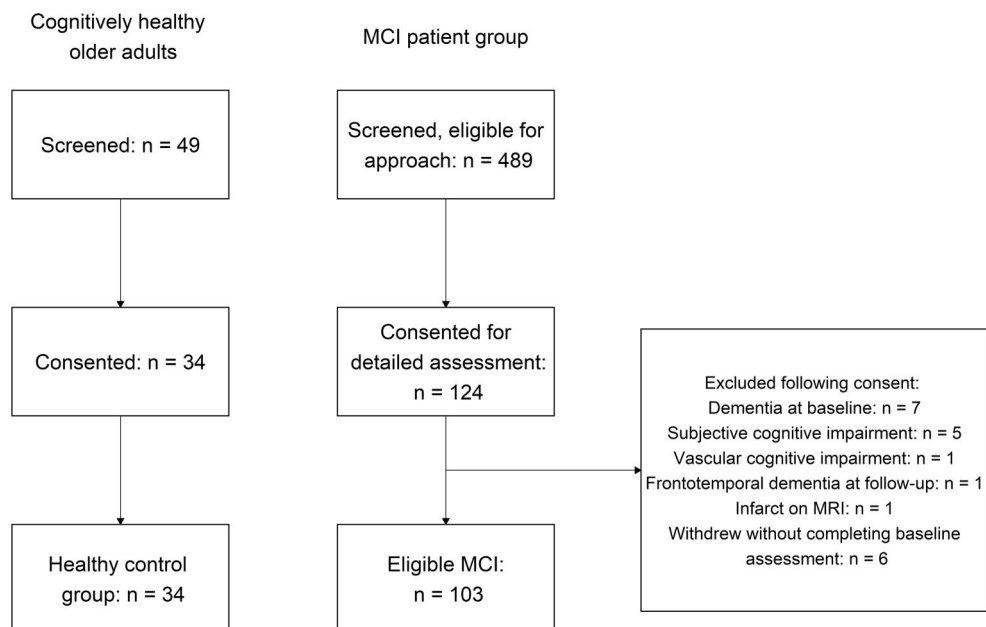 Cognitively healthy
older adults
MCI patient group
Screened: n = 49
Screened, eligible for
approach: n = 489
Consented: n = 34
Consented for
detailed assessment:
n = 124
Excluded following consent:
Dementia at baseline: n = 7
Subjective cognitive impairment: n = 5
Vascular cognitive impairment: n = 1
Frontotemporal dementia at follow-up: n = 1
Infarct on MRI: n = 1
Withdrew without completing baseline
assessment: n = 6
Healthy control
group: n = 34
Eligible MCI:
n = 103